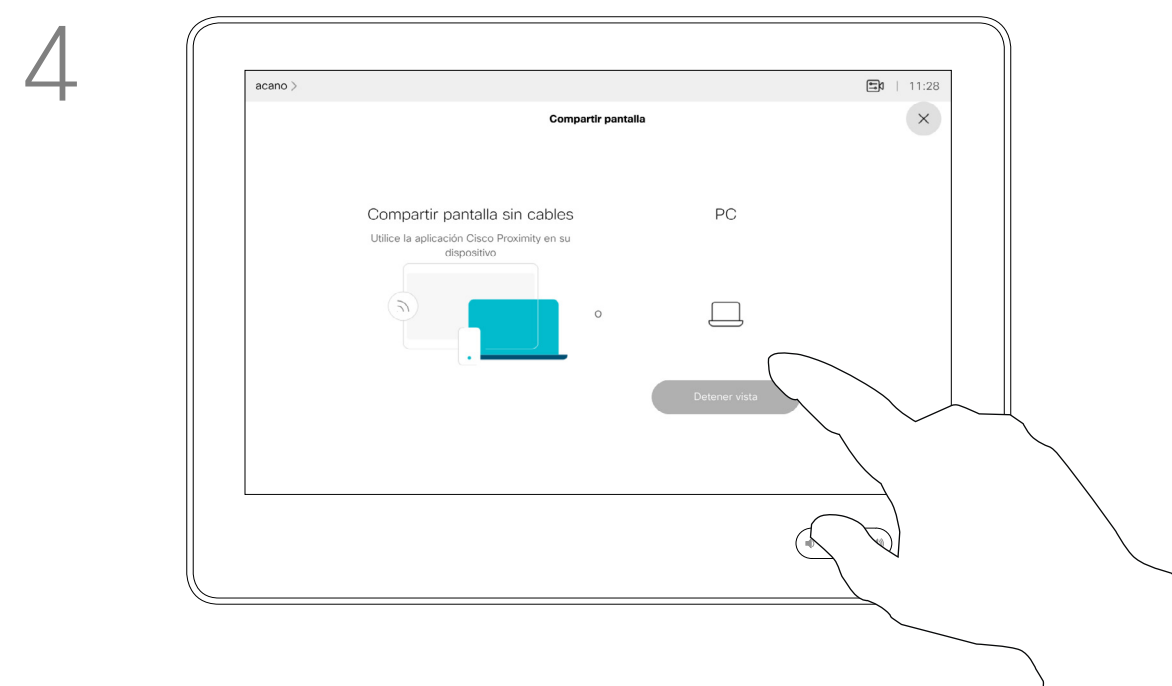 4
acano >
| 11:28
Compartir pantalla
Compartir pantalla sin cables
PC
Utilice la aplicación Cisco Proximity en su
dispositivo
o
Detener vista